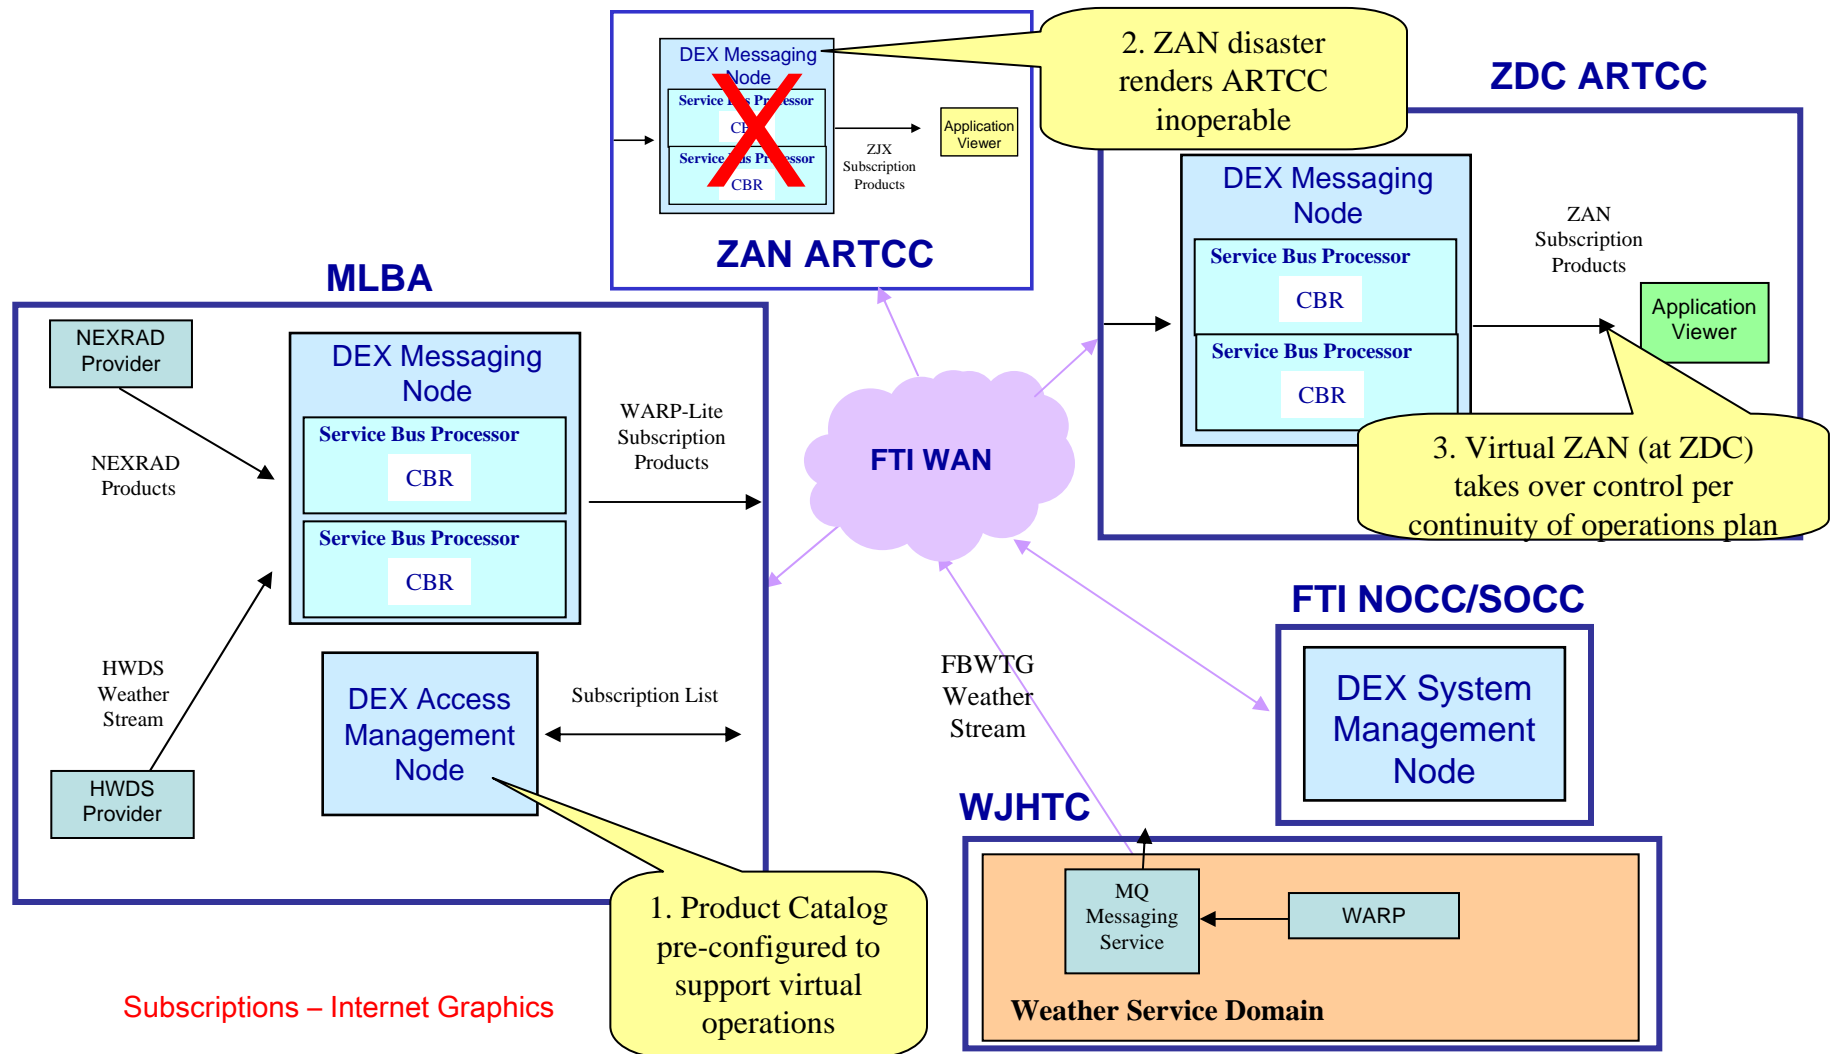 DEX Messaging
Node
Service Bus Processor
CBR
Service Bus Processor
CBR
ZJX
Subscription
Products
Application
Viewer
ZAN ARTCC
2. ZAN disaster
renders ARTCC
inoperable
ZDC ARTCC
DEX Messaging
Node
Service Bus Processor
CBR
Service Bus Processor
CBR
ZAN
Subscription
Products
Application
Viewer
3. Virtual ZAN (at ZDC)
takes over control per
continuity of operations plan
MLBA
NEXRAD
Provider
NEXRAD
Products
DEX Messaging
Node
Service Bus Processor
CBR
Service Bus Processor
CBR
WARP-Lite
Subscription
Products
HWDS
Weather
Stream
HWDS
Provider
DEX Access
Management
Node
Subscription List
1. Product Catalog
pre-configured to
support virtual
operations
FTI WAN
FBWTG
Weather
Stream
FTI NOCC/SOCC
DEX System
Management
Node
WJHTC
MQ
Messaging
Service
WARP
Weather Service Domain
Subscriptions – Internet Graphics